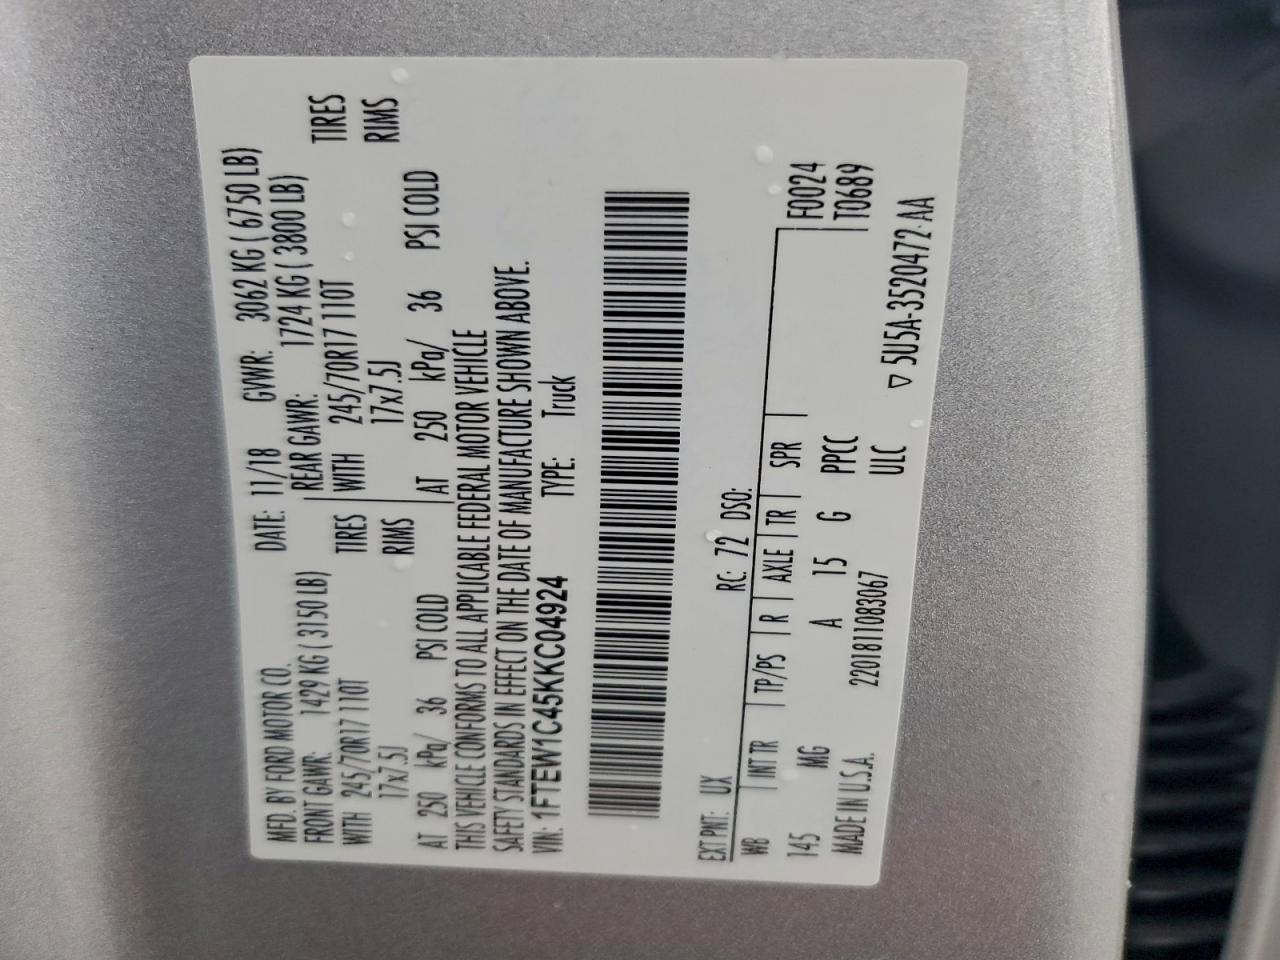 MFD. BY FORD MOTOR CO. DATE: 11/18 GVWR: 3062 KG ( 6750 LB)
FRONT GAWR: 1429 KG ( 3150 LB) REAR GAWR: 1724 KG ( 3800 LB)
WITH 245/70R17 110T TIRES WITH 245/70R17 110T TIRES
17x7.5J RIMS 17x7.5J RIMS
AT 250 kPa/ 36 PSI COLD AT 250 kPa/ 36 PSI COLD
THIS VEHICLE CONFORMS TO ALL APPLICABLE FEDERAL MOTOR VEHICLE
SAFETY STANDARDS IN EFFECT ON THE DATE OF MANUFACTURE SHOWN ABOVE.
VIN: 1FTEW1C45KKC04924 TYPE: Truck
EXT PNT: UX RC: 72 DSO:
WB INT TR TP/PS R AXLE TR SPR F0024
145 MG A 15 G PPCC T0689
MADE IN U.S.A. 2201811083067 ULC
▽ 5U5A-3520472-AA